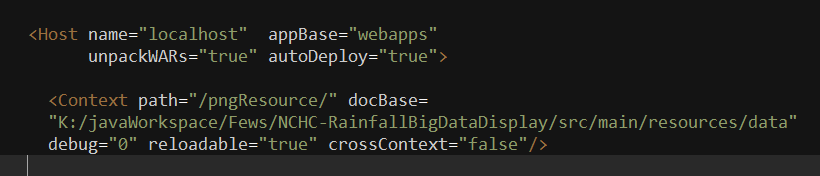 <Host name="localhost"  appBase="webapps"
unpackWARs="true" autoDeploy="true">
<Context path="/pngResource/" docBase=
"K:/javaWorkspace/Fews/NCHC-RainfallBigDataDisplay/src/main/resources/data"
debug="0" reloadable="true" crossContext="false"/>